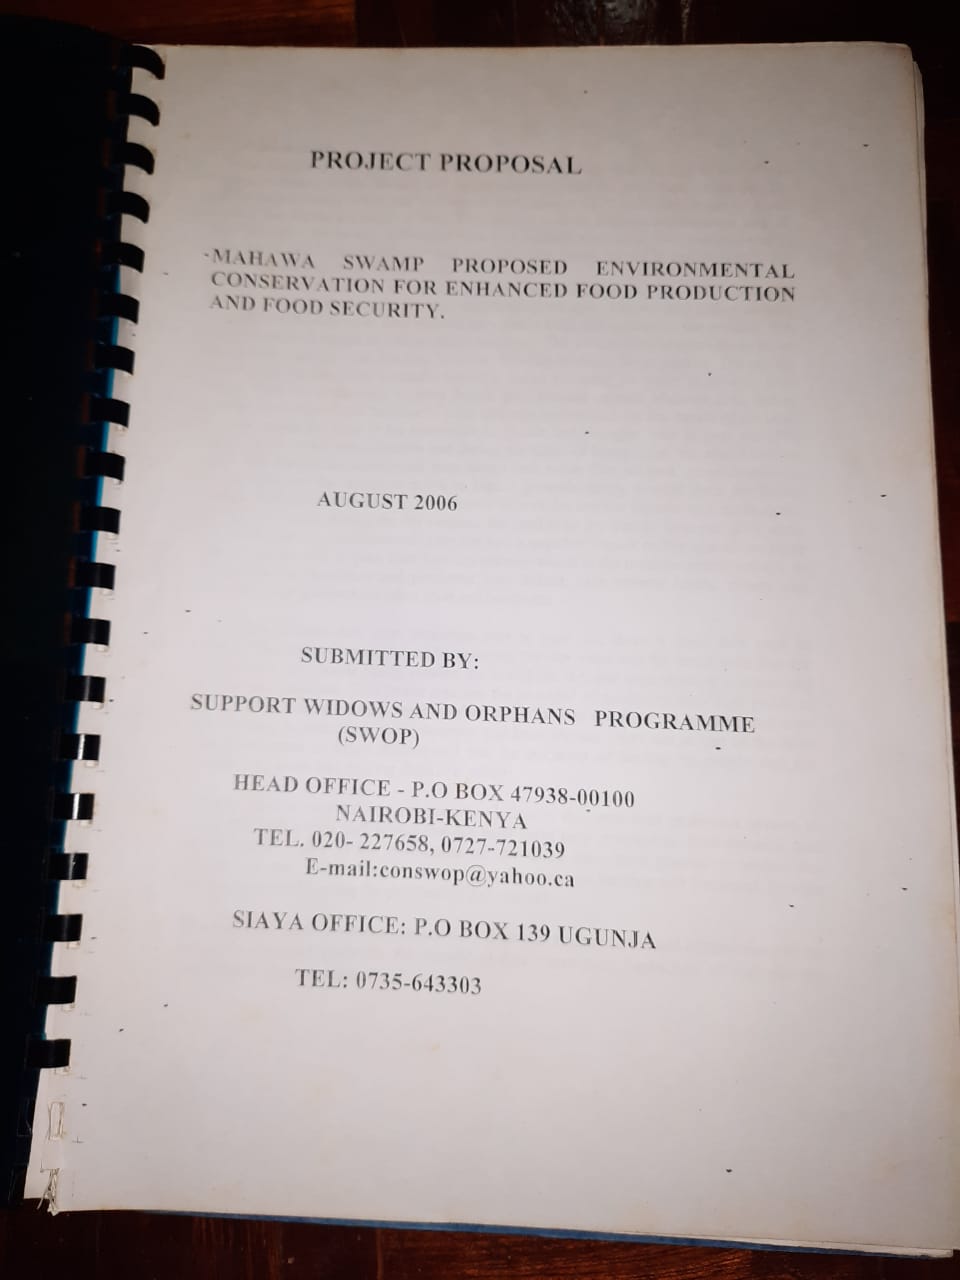 PROJECT PROPOSAL
-MAHAWA SWAMP PROPOSED ENVIRONMENTAL
CONSERVATION FOR ENHANCED FOOD PRODUCTION
AND FOOD SECURITY.
AUGUST 2006
SUBMITTED BY:
SUPPORT WIDOWS AND ORPHANS PROGRAMME
(SWOP)
HEAD OFFICE - P.O BOX 47938-00100
NAIROBI-KENYA
TEL. 020- 227658, 0727-721039
E-mail:conswop@yahoo.ca
SIAYA OFFICE: P.O BOX 139 UGUNJA
TEL: 0735-643303